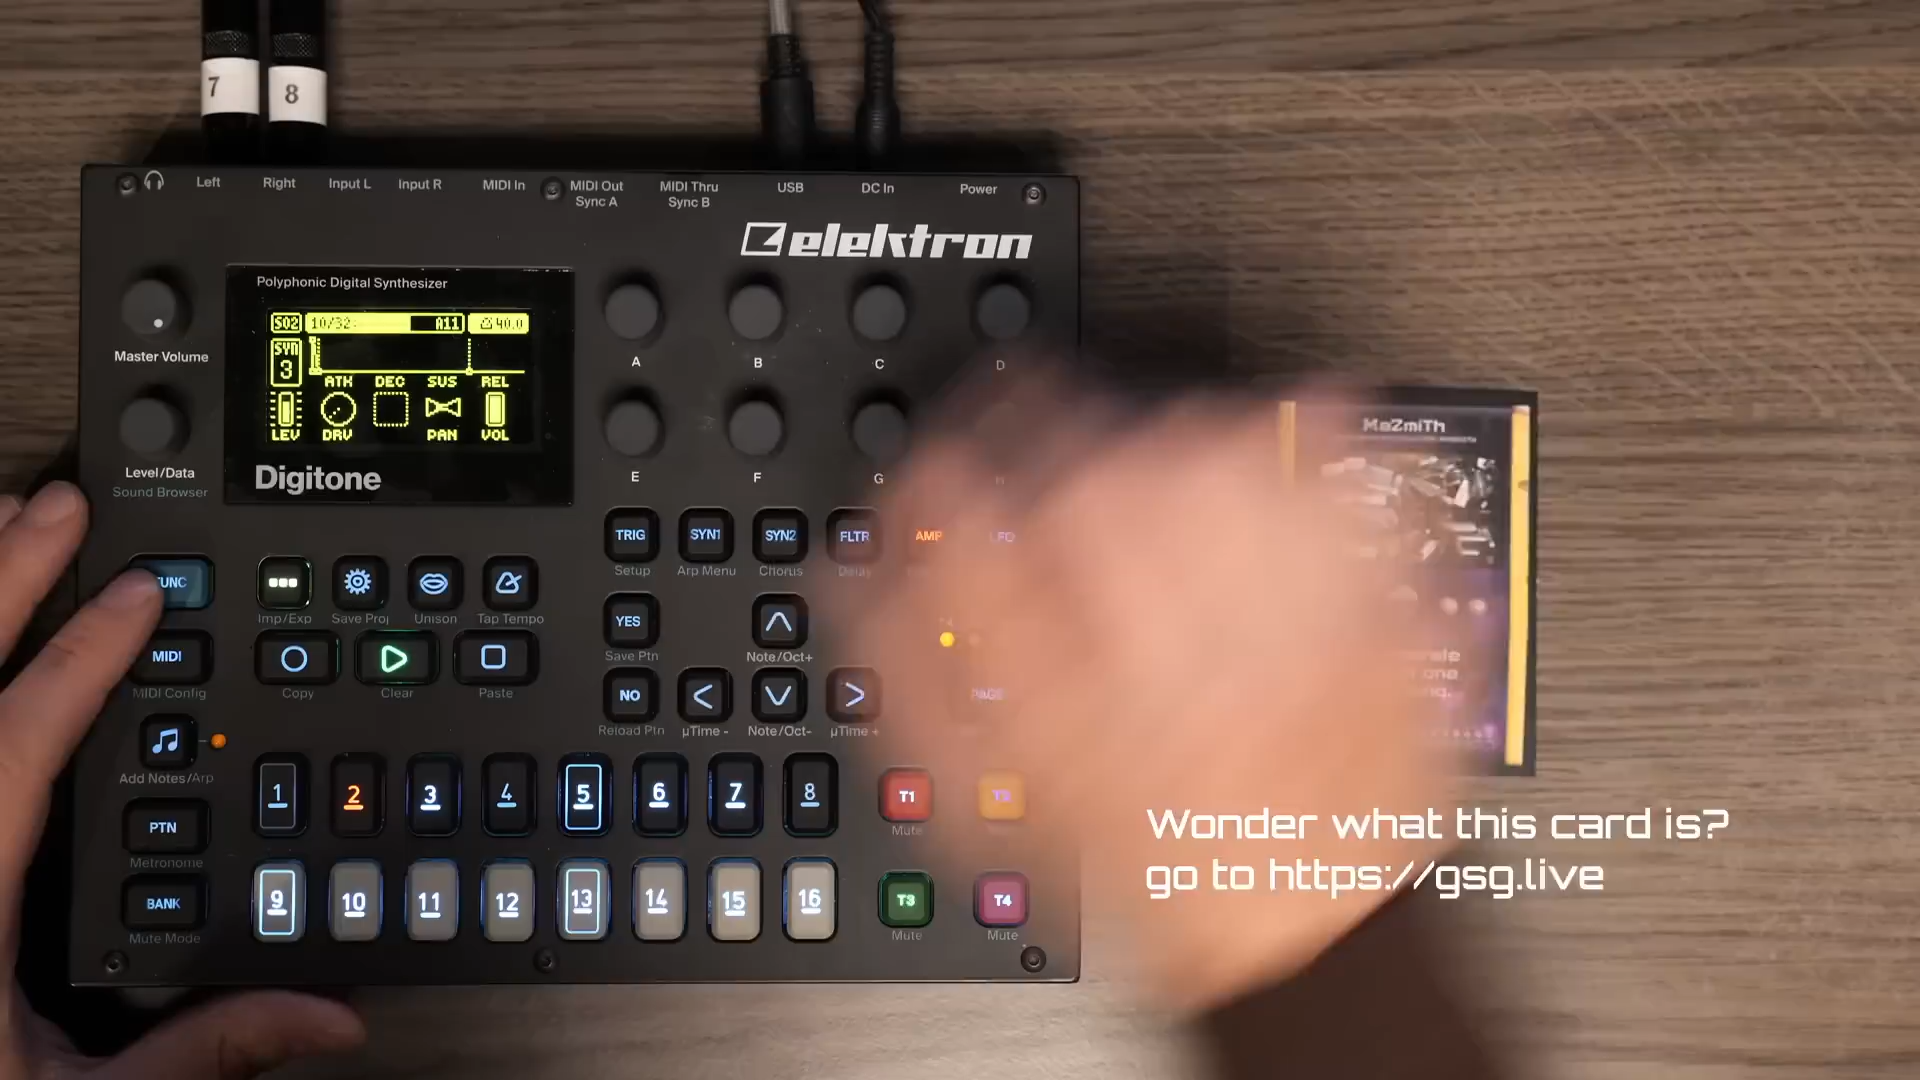 7
8
Left
Right
Input L
Input R
MIDI In
MIDI Out
Sync A
MIDI Thru
Sync B
USB
DC In
Power
elektron
Polyphonic Digital Synthesizer
S02
10/32
A11
40.0
SYN
3
ATK
DEC
SUS
REL
LEV
DRV
PAN
VOL
Digitone
Master Volume
Level/Data
Sound Browser
A
B
C
D
E
F
G
H
TRIG
SYN1
SYN2
FLTR
AMP
LFO
Setup
Arp Menu
Chorus
Delay
FUNC
Imp/Exp
Save Proj
Unison
Tap Tempo
YES
Save Ptn
Note/Oct+
MIDI
MIDI Config
Copy
Clear
Paste
NO
Reload Ptn
µTime -
Note/Oct-
µTime +
PAGE
Add Notes/Arp
1
2
3
4
5
6
7
8
T1
Mute
PTN
Metronome
9
10
11
12
13
14
15
16
T3
Mute
T4
Mute
BANK
Mute Mode
MaZmiTh
Wonder what this card is?
go to https://gsg.live